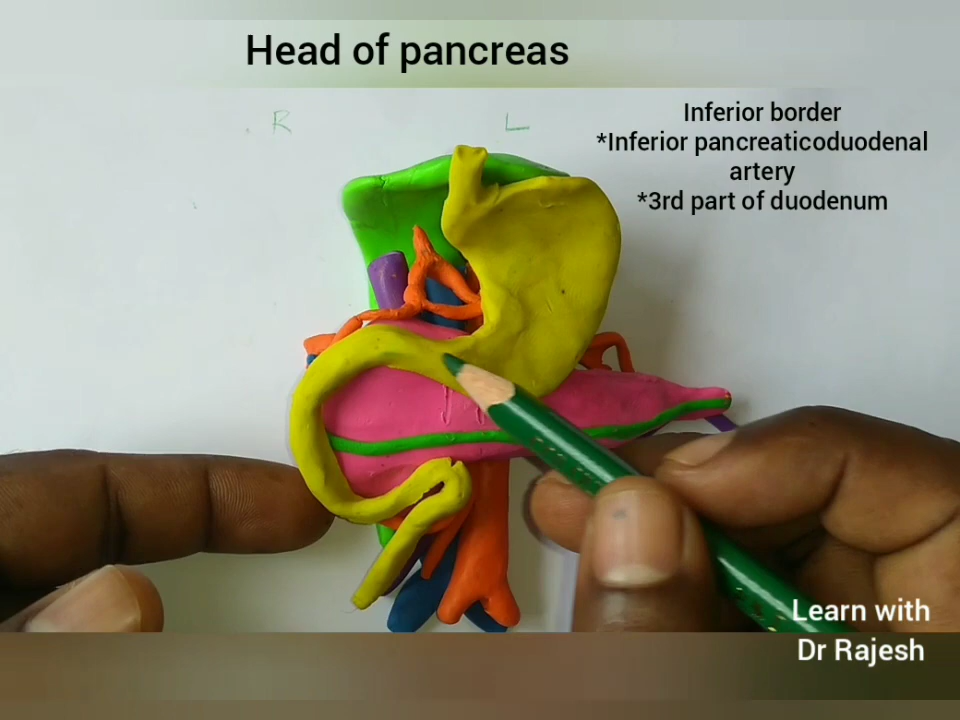 Head of pancreas
R
L
Inferior border
*Inferior pancreaticoduodenal
artery
*3rd part of duodenum
Learn with
Dr Rajesh